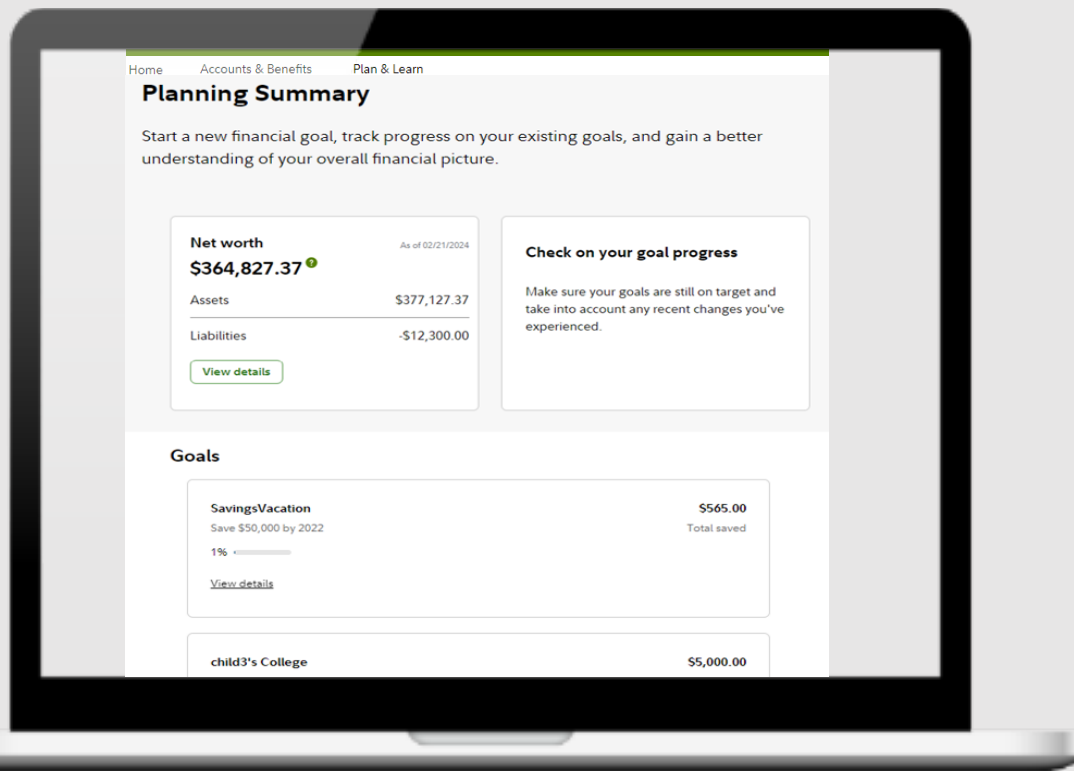 Home Accounts & Benefits Plan & Learn
Planning Summary
Start a new financial goal, track progress on your existing goals, and gain a better
understanding of your overall financial picture.
Net worth As of 02/21/2024
$364,827.37 ?
Assets $377,127.37
Liabilities -$12,300.00
View details
Check on your goal progress
Make sure your goals are still on target and
take into account any recent changes you've
experienced.
Goals
SavingsVacation $565.00
Save $50,000 by 2022 Total saved
1%
View details
child3's College $5,000.00